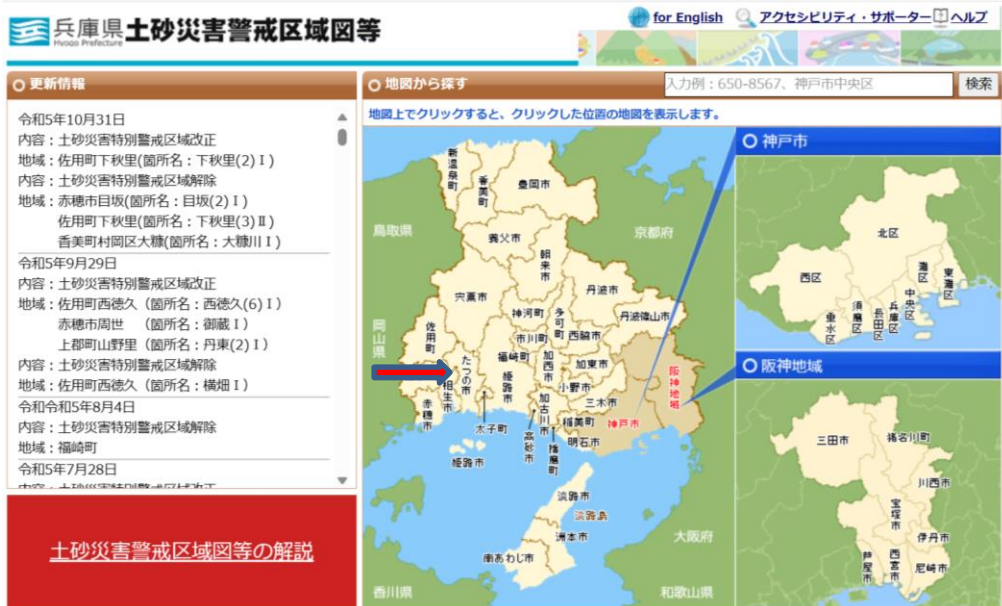 兵庫県
Hyogo Prefecture
土砂災害警戒区域図等
for English
アクセシビリティ・サポーター
ヘルプ
更新情報
令和5年10月31日
内容：土砂災害特別警戒区域改正
地域：佐用町下秋里(箇所名：下秋里(2)Ⅰ)
内容：土砂災害特別警戒区域解除
地域：赤穂市目坂(箇所名：目坂(2)Ⅰ)
佐用町下秋里(箇所名：下秋里(3)Ⅱ)
香美町村岡区大糠(箇所名：大糠川Ⅰ)
令和5年9月29日
内容：土砂災害特別警戒区域改正
地域：佐用町西徳久（箇所名：西徳久(6)Ⅰ）
赤穂市周世　（箇所名：御蔵Ⅰ）
上郡町山野里（箇所名：丹東(2)Ⅰ）
内容：土砂災害特別警戒区域解除
地域：佐用町西徳久（箇所名：横畑Ⅰ）
令和令和5年8月4日
内容：土砂災害特別警戒区域解除
地域：福崎町
令和5年7月28日
内容：土砂災害特別警戒区域改正
土砂災害警戒区域図等の解説
地図から探す
入力例：650-8567、神戸市中央区
検索
地図上でクリックすると、クリックした位置の地図を表示します。
新温泉町
香美町
豊岡市
鳥取県
京都府
養父市
朝来市
丹波市
宍粟市
神河町
多可町
丹波篠山市
岡山県
佐用町
市川町
西脇市
たつの市
福崎町
加西市
加東市
阪神地域
相生市
姫路市
小野市
三木市
赤穂市
太子町
加古川市
稲美町
神戸市
高砂市
播磨町
明石市
姫路市
淡路市
淡路島
洲本市
大阪府
南あわじ市
香川県
和歌山県
神戸市
北区
西区
灘区
東灘区
中央区
兵庫区
長田区
須磨区
垂水区
阪神地域
三田市
猪名川町
川西市
宝塚市
伊丹市
芦屋市
西宮市
尼崎市